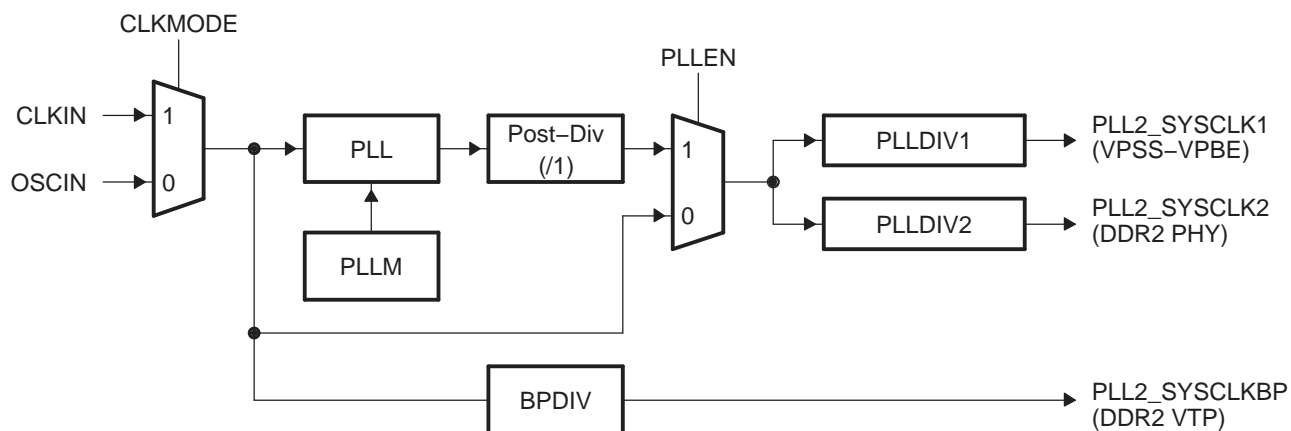 CLKMODE
CLKIN
OSCIN
1
0
PLL
PLLM
Post–Div
(/1)
PLLEN
1
0
PLLDIV1
PLLDIV2
BPDIV
PLL2_SYSCLK1
(VPSS–VPBE)
PLL2_SYSCLK2
(DDR2 PHY)
PLL2_SYSCLKBP
(DDR2 VTP)